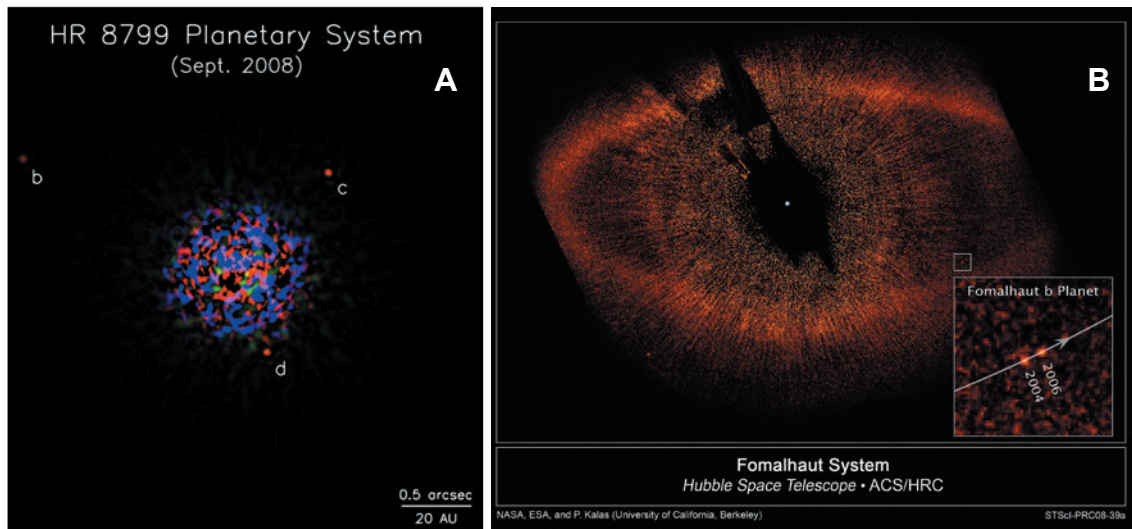 HR 8799 Planetary System
(Sept. 2008)
A
b
c
d
0.5 arcsec
20 AU
B
Fomalhaut b Planet
2006
2004
Fomalhaut System
Hubble Space Telescope • ACS/HRC
NASA, ESA, and P. Kalas (University of California, Berkeley)
STScI-PRC08-39a